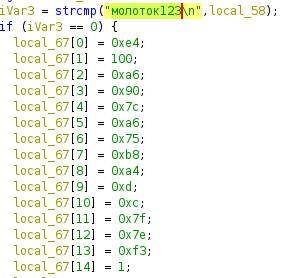 iVar3 = strcmp("молоток123\n",local_58);
if (iVar3 == 0) {
local_67[0] = 0xe4;
local_67[1] = 100;
local_67[2] = 0xa6;
local_67[3] = 0x90;
local_67[4] = 0x7c;
local_67[5] = 0xa6;
local_67[6] = 0x75;
local_67[7] = 0xb8;
local_67[8] = 0xa4;
local_67[9] = 0xd;
local_67[10] = 0xc;
local_67[11] = 0x7f;
local_67[12] = 0x7e;
local_67[13] = 0xf3;
local_67[14] = 1;